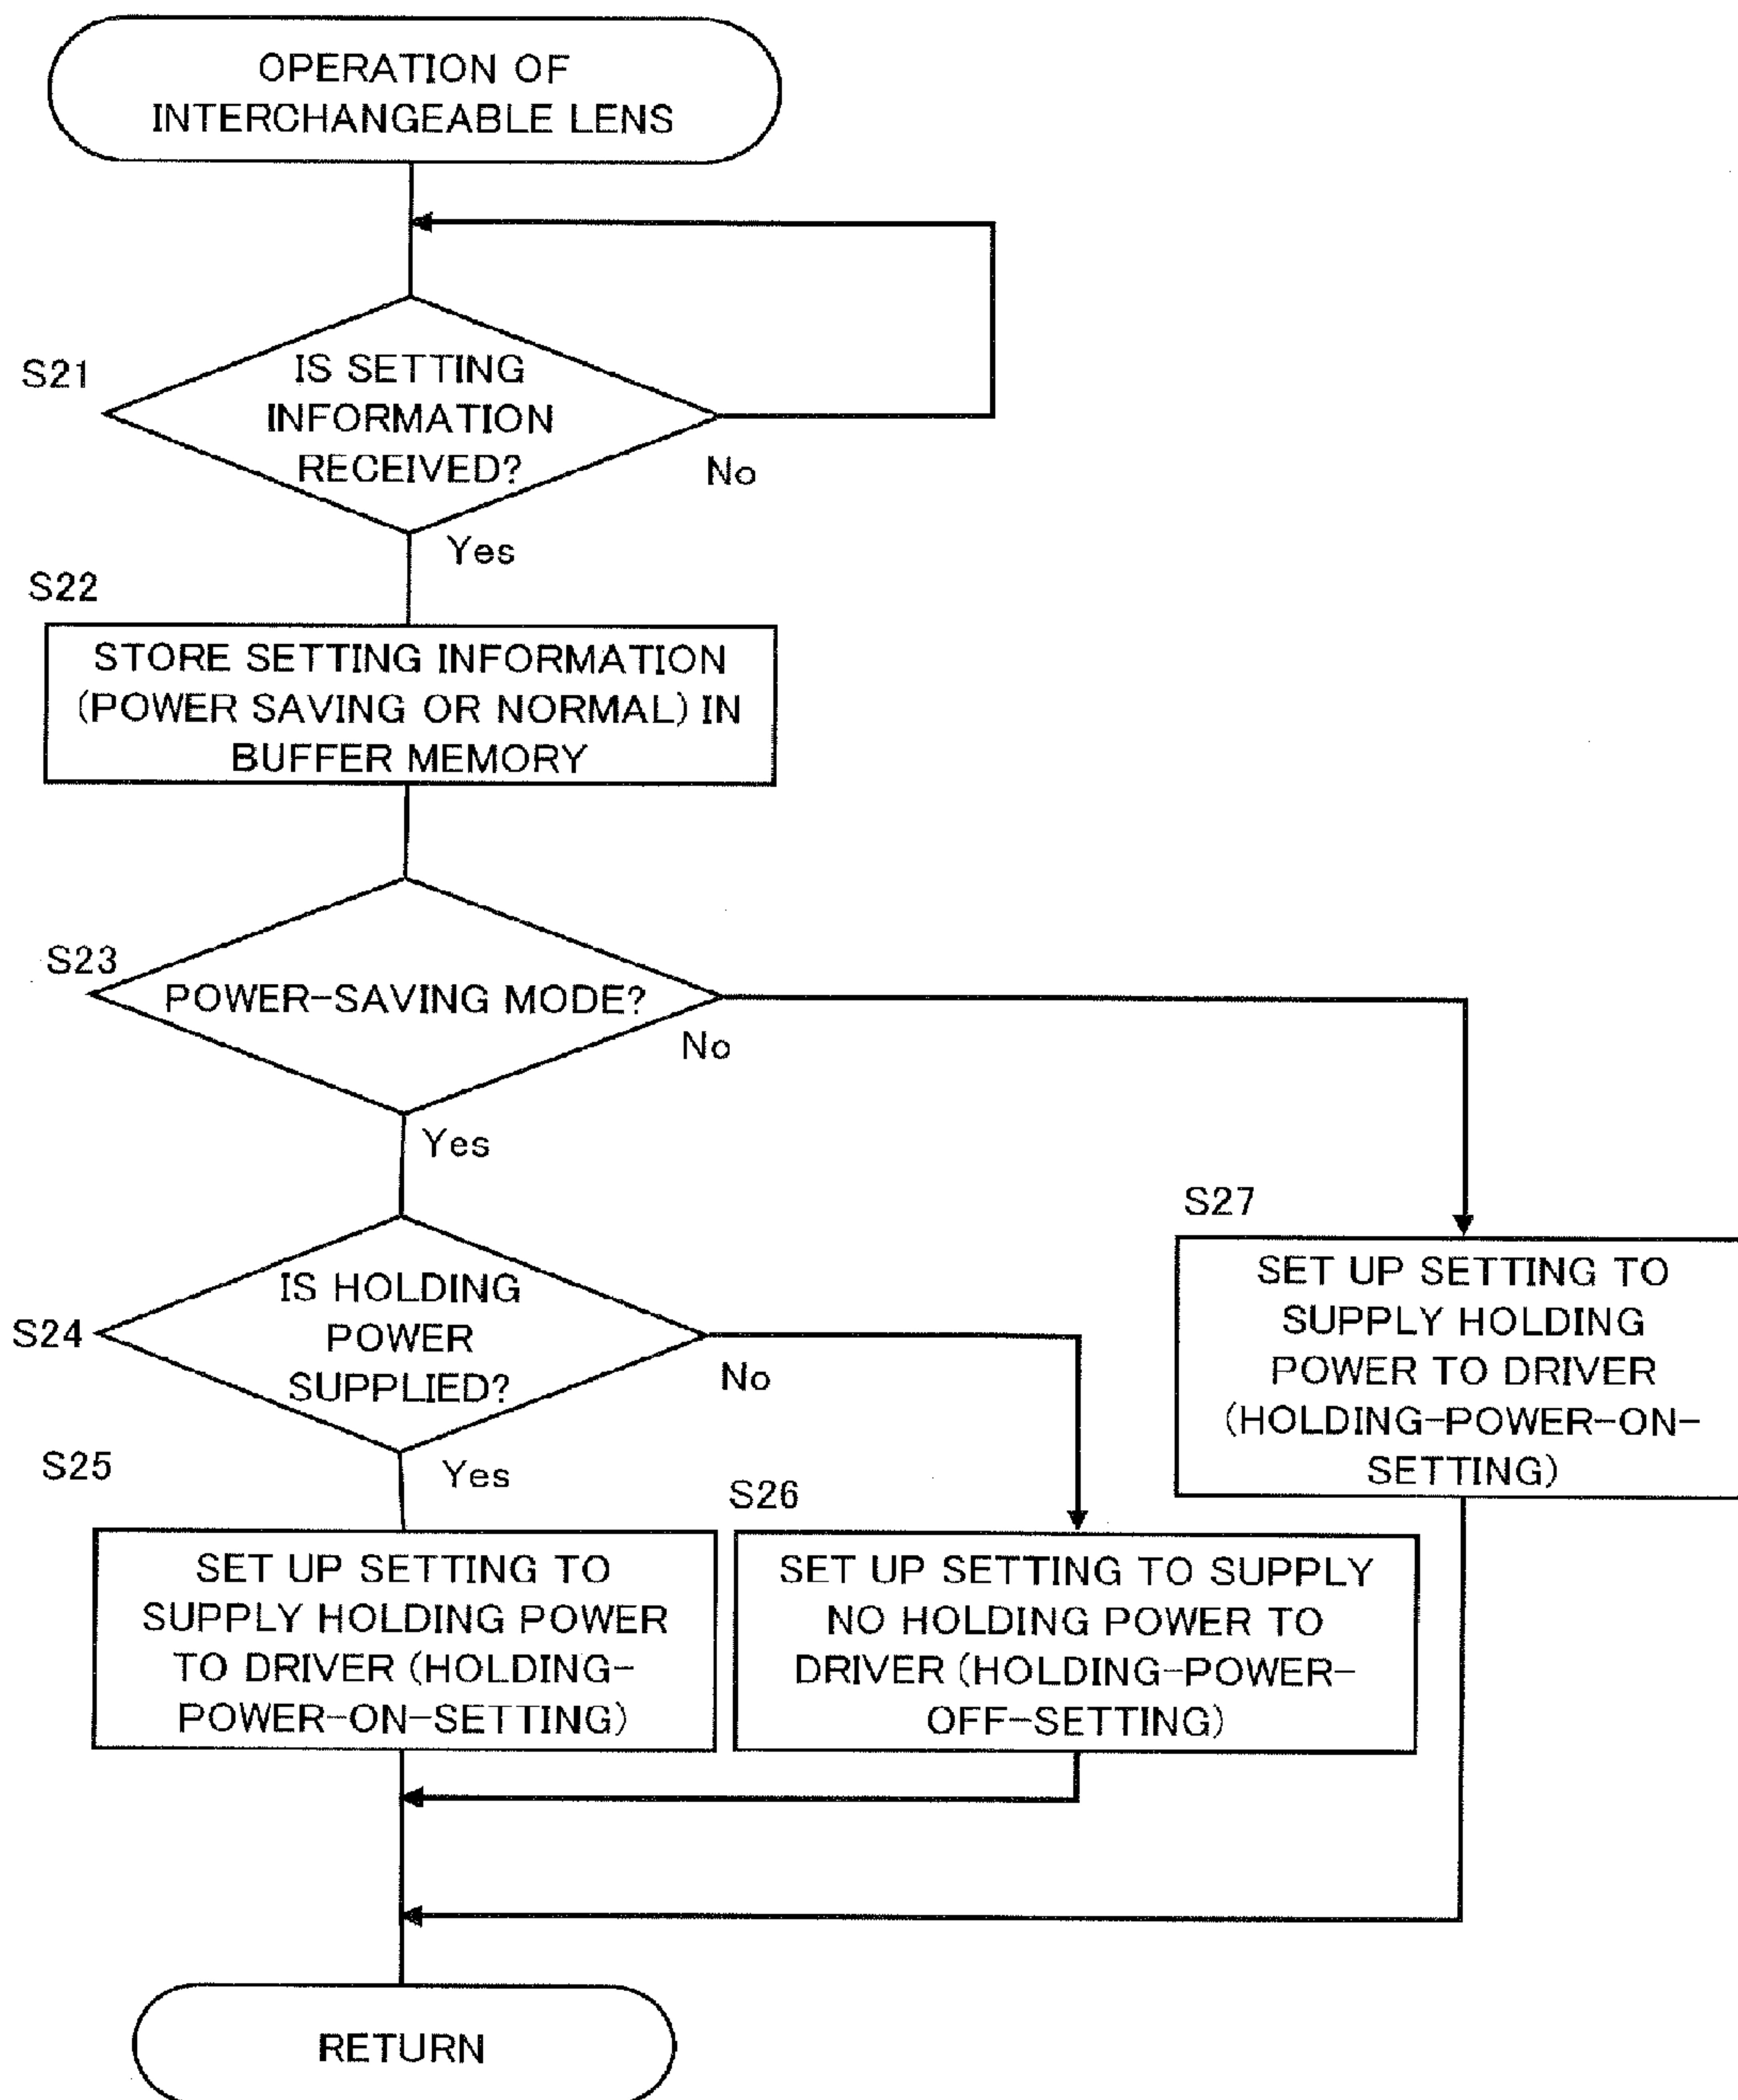 OPERATION OF
INTERCHANGEABLE LENS
S21
IS SETTING
INFORMATION
RECEIVED?
No
Yes
S22
STORE SETTING INFORMATION
(POWER SAVING OR NORMAL) IN
BUFFER MEMORY
S23
POWER-SAVING MODE?
No
Yes
S24
IS HOLDING
POWER
SUPPLIED?
No
Yes
S27
SET UP SETTING TO
SUPPLY HOLDING
POWER TO DRIVER
(HOLDING-POWER-ON-
SETTING)
S25
SET UP SETTING TO
SUPPLY HOLDING POWER
TO DRIVER (HOLDING-
POWER-ON-SETTING)
S26
SET UP SETTING TO SUPPLY
NO HOLDING POWER TO
DRIVER (HOLDING-POWER-
OFF-SETTING)
RETURN